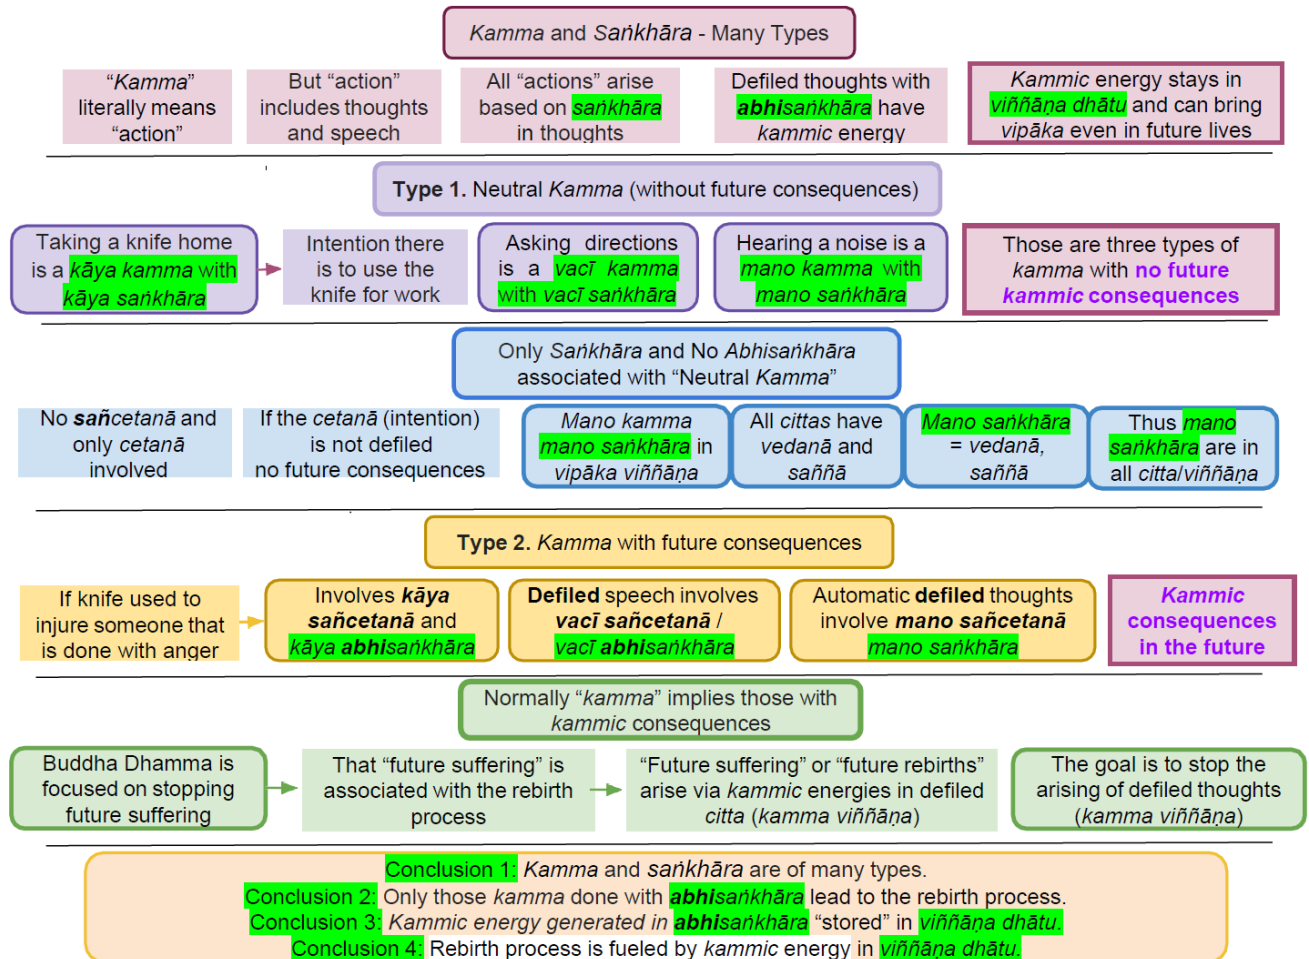 Kamma and Saṅkhāra - Many Types
“Kamma”
literally means
“action”
But “action”
includes thoughts
and speech
All “actions” arise
based on saṅkhāra
in thoughts
Defiled thoughts with
abhisaṅkhāra have
kammic energy
Kammic energy stays in
viññāṇa dhātu and can bring
vipāka even in future lives
Type 1. Neutral Kamma (without future consequences)
Taking a knife home
is a kāya kamma with
kāya saṅkhāra
Intention there
is to use the
knife for work
Asking directions
is a vacī kamma
with vacī saṅkhāra
Hearing a noise is a
mano kamma with
mano saṅkhāra
Those are three types of
kamma with no future
kammic consequences
Only Saṅkhāra and No Abhisaṅkhāra
associated with “Neutral Kamma”
No sañcetanā and
only cetanā
involved
If the cetanā (intention)
is not defiled
no future consequences
Mano kamma
mano saṅkhāra in
vipāka viññāṇa
All cittas have
vedanā and
saññā
Mano saṅkhāra
= vedanā,
saññā
Thus mano
saṅkhāra are in
all citta/viññāṇa
Type 2. Kamma with future consequences
If knife used to
injure someone that
is done with anger
Involves kāya
sañcetanā and
kāya abhisaṅkhāra
Defiled speech involves
vacī sañcetanā /
vacī abhisaṅkhāra
Automatic defiled thoughts
involve mano sañcetanā
mano saṅkhāra
Kammic
consequences
in the future
Normally “kamma” implies those with
kammic consequences
Buddha Dhamma is
focused on stopping
future suffering
That “future suffering” is
associated with the rebirth
process
“Future suffering” or “future rebirths”
arise via kammic energies in defiled
citta (kamma viññāṇa)
The goal is to stop the
arising of defiled thoughts
(kamma viññāṇa)
Conclusion 1: Kamma and saṅkhāra are of many types.
Conclusion 2: Only those kamma done with abhisaṅkhāra lead to the rebirth process.
Conclusion 3: Kammic energy generated in abhisaṅkhāra “stored” in viññāṇa dhātu.
Conclusion 4: Rebirth process is fueled by kammic energy in viññāṇa dhātu.